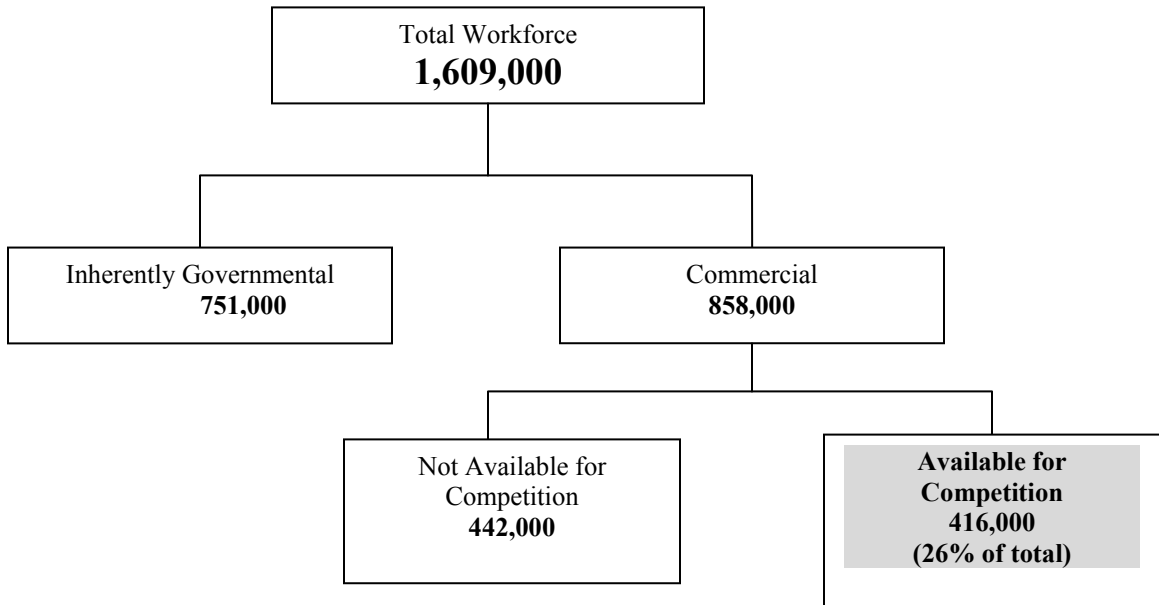 Total Workforce
1,609,000
Inherently Governmental
751,000
Commercial
858,000
Not Available for
Competition
442,000
Available for
Competition
416,000
(26% of total)